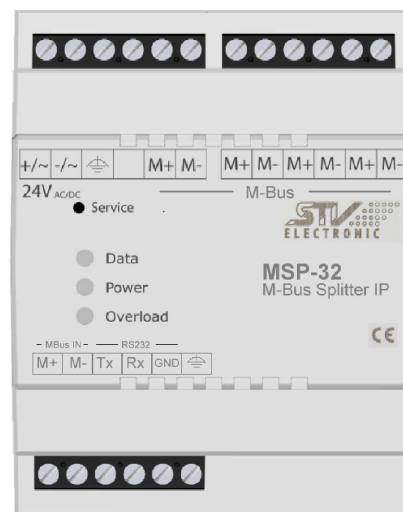 +/~ -/~ M+ M- M+ M- M+ M- M+ M-
24V AC/DC M-Bus
Service
STV
ELECTRONIC
Data
Power
Overload
MSP-32
M-Bus Splitter IP
CE
MBus IN RS232
M+ M- Tx Rx GND